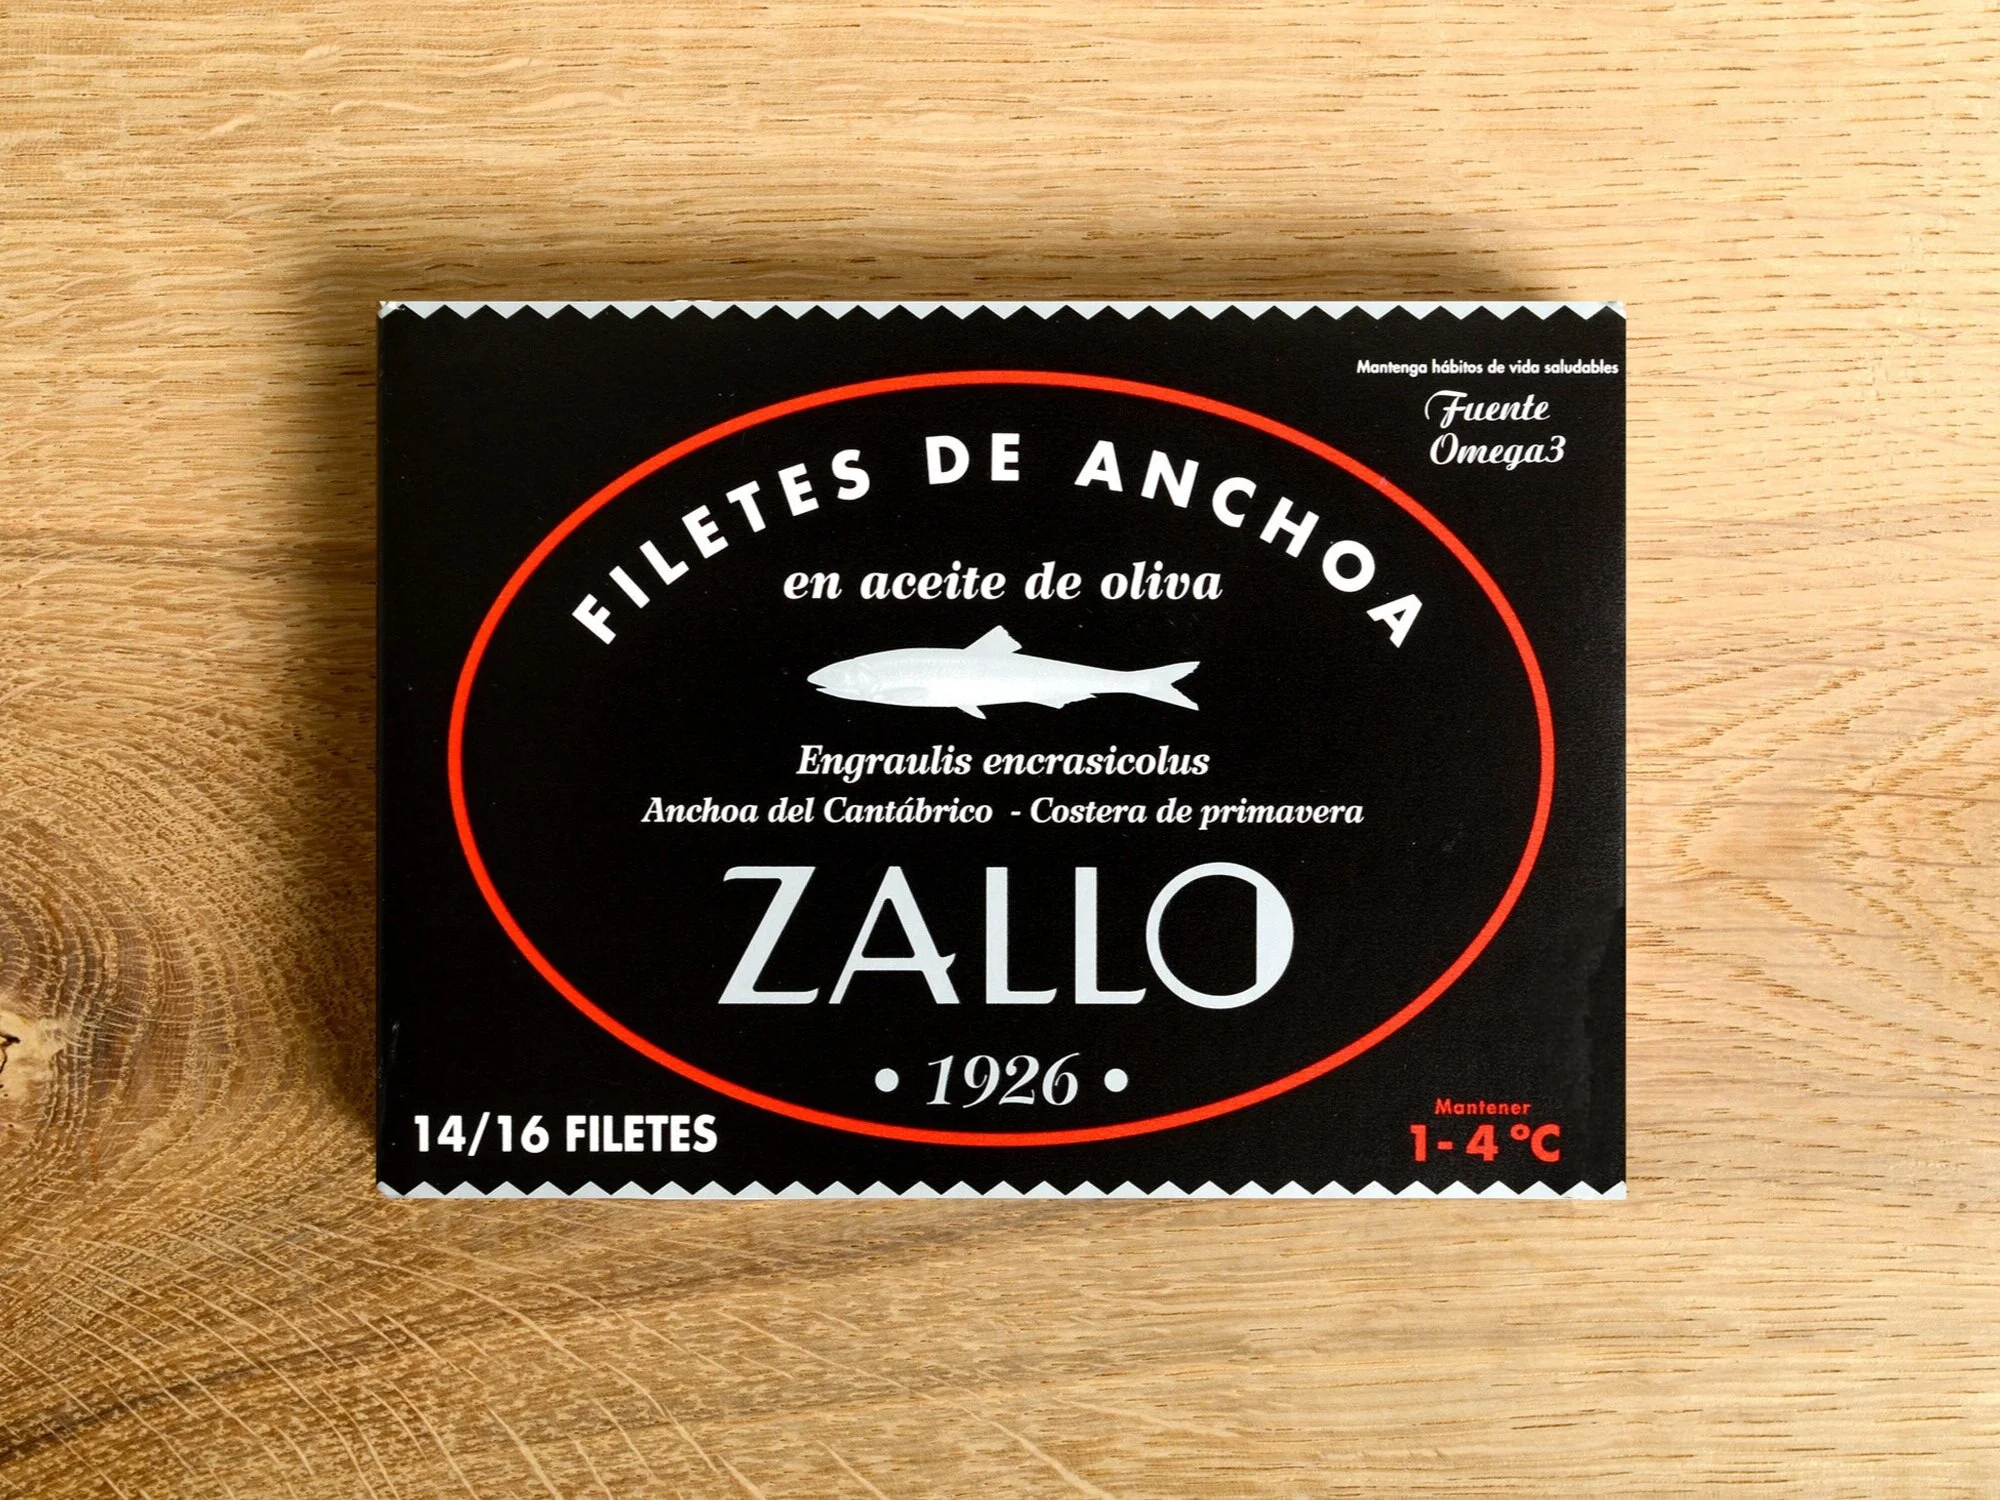 Mantenga hábitos de vida saludables
Fuente
Omega3
FILETES DE ANCHOA
en aceite de oliva
Engraulis encrasicolus
Anchoa del Cantábrico - Costera de primavera
ZALLO
• 1926 •
14/16 FILETES
Mantener
1-4 ºC